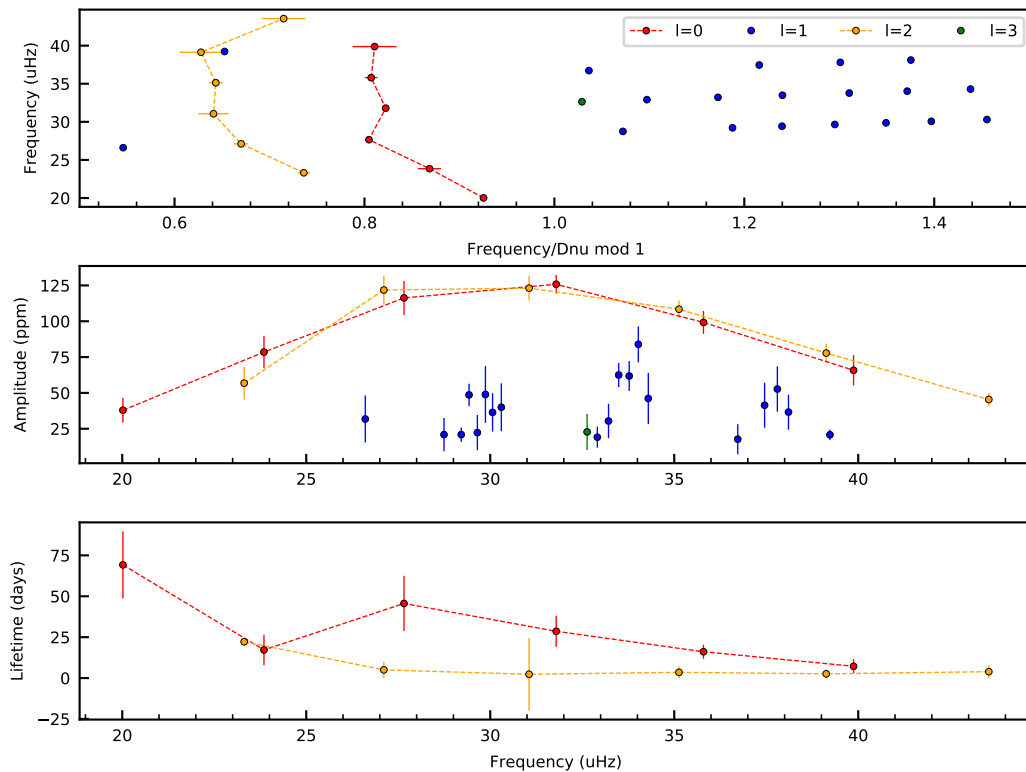 l=0 l=1 l=2 l=3
Frequency (uHz)
40
35
30
25
20
0.6 0.8 1.0 1.2 1.4
Frequency/Dnu mod 1
Amplitude (ppm)
125
100
75
50
25
20 25 30 35 40
Lifetime (days)
75
50
25
0
−25
20 25 30 35 40
Frequency (uHz)